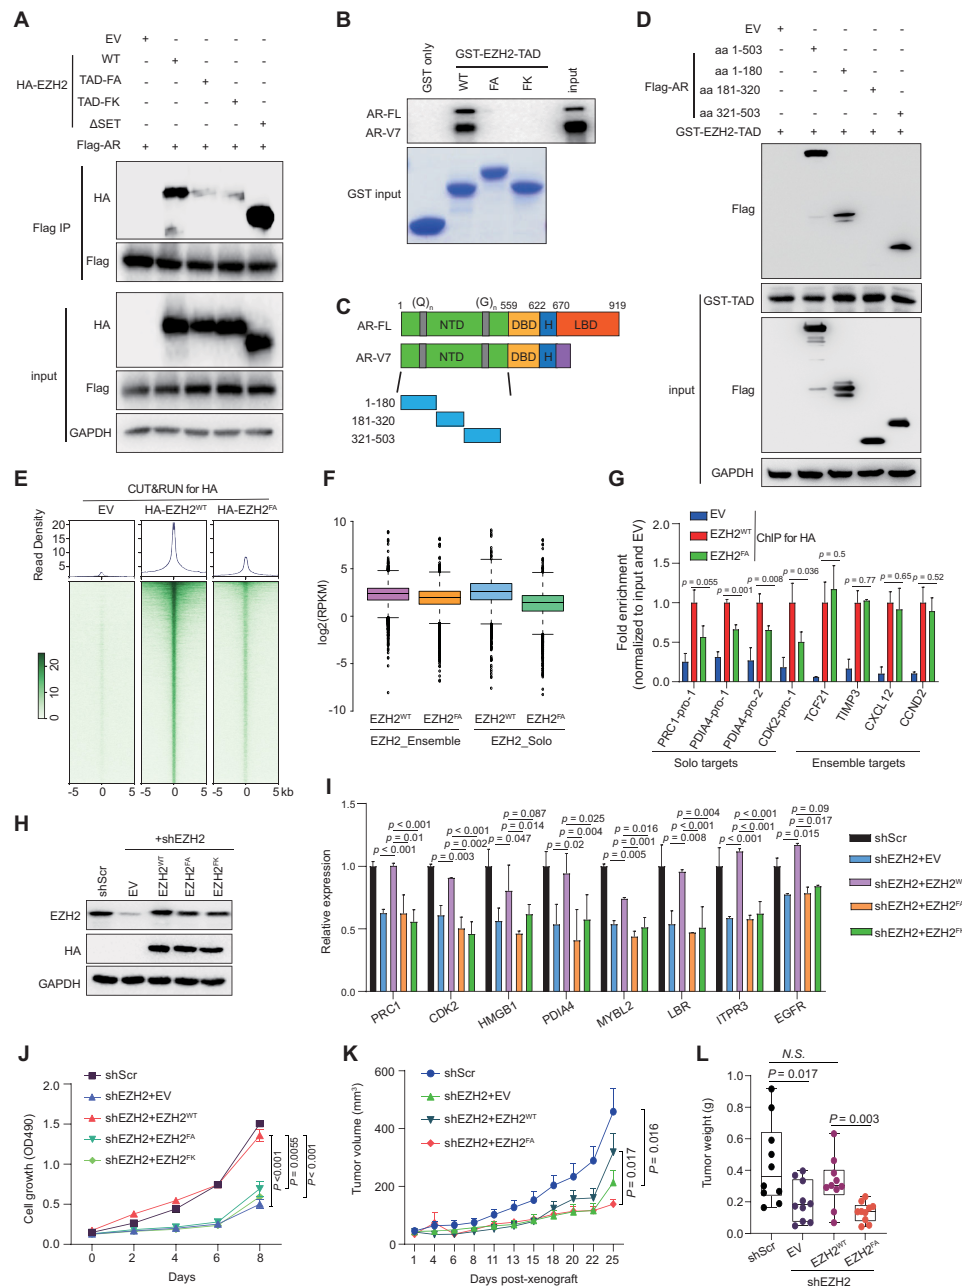 A
EV + - - - -
WT - + - - -
HA-EZH2
TAD-FA - - + - -
TAD-FK - - - + -
ΔSET - - - - +
Flag-AR + + + + +
Flag IP
HA
Flag
input
HA
Flag
GAPDH
B
GST only
GST-EZH2-TAD
WT
FA
FK
input
AR-FL
AR-V7
GST input
C
1 (Q)n (G)n 559 622 670 919
AR-FL NTD DBD H LBD
AR-V7 NTD DBD H
1-180
181-320
321-503
D
EV + - - - -
aa 1-503 - + - - -
Flag-AR
aa 1-180 - - + - -
aa 181-320 - - - + -
aa 321-503 - - - - +
GST-EZH2-TAD + + + + +
Flag
GST-TAD
input
Flag
GAPDH
E
CUT&RUN for HA
EV HA-EZH2WT HA-EZH2FA
Read Density
20
15
10
5
20
10
0
-5 0 5 -5 0 5 -5 0 5 kb
F
log2(RPKM)
10
5
0
-5
-10
EZH2WT EZH2FA EZH2WT EZH2FA
EZH2_Ensemble EZH2_Solo
G
EV
EZH2WT
EZH2FA
ChIP for HA
Fold enrichment
(normalized to input and EV)
2.0
1.5
1.0
0.5
0.0
p = 0.055
p = 0.001
p = 0.008
p = 0.036
p = 0.5
p = 0.77
p = 0.65
p = 0.52
PRC1-pro-1
PDIA4-pro-1
PDIA4-pro-2
CDK2-pro-1
TCF21
TIMP3
CXCL12
CCND2
Solo targets
Ensemble targets
H
+shEZH2
shScr
EV
EZH2WT
EZH2FA
EZH2FK
EZH2
HA
GAPDH
I
Relative expression
1.5
1.0
0.5
0.0
p < 0.001
p = 0.01
p < 0.001
p < 0.001
p = 0.002
p = 0.003
p = 0.087
p = 0.014
p = 0.047
p = 0.025
p = 0.004
p = 0.02
p = 0.016
p < 0.001
p = 0.005
p = 0.004
p < 0.001
p = 0.008
p = 0.001
p < 0.001
p = 0.09
p = 0.017
p = 0.015
PRC1
CDK2
HMGB1
PDIA4
MYBL2
LBR
ITPR3
EGFR
shScr
shEZH2+EV
shEZH2+EZH2W
shEZH2+EZH2FA
shEZH2+EZH2FK
J
shScr
shEZH2+EV
shEZH2+EZH2WT
shEZH2+EZH2FA
shEZH2+EZH2FK
Cell growth (OD490)
2.0
1.5
1.0
0.5
0.0
0 2 4 6 8
Days
P <0.001
P = 0.0055
P < 0.001
K
shScr
shEZH2+EV
shEZH2+EZH2WT
shEZH2+EZH2FA
Tumor volume (mm3)
800
600
400
200
0
1 4 6 8 11 13 15 18 20 22 25
Days post-xenograft
P = 0.017
P = 0.016
L
N.S.
P = 0.017
P = 0.003
Tumor weight (g)
1.0
0.8
0.6
0.4
0.2
0.0
shScr
EV
EZH2WT
EZH2FA
shEZH2